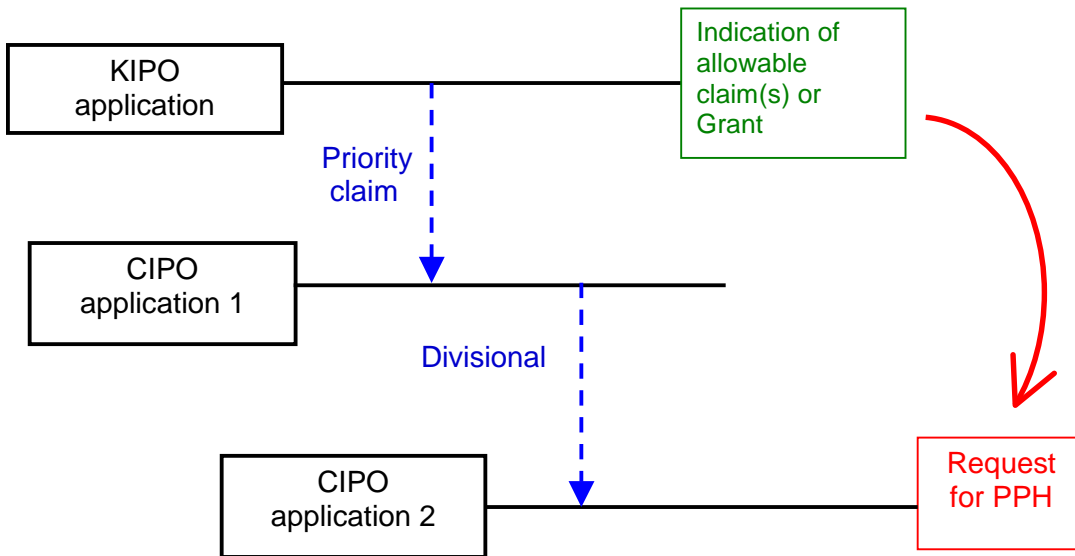 KIPO
application
Indication of
allowable
claim(s) or
Grant
Priority
claim
CIPO
application 1
Divisional
CIPO
application 2
Request
for PPH